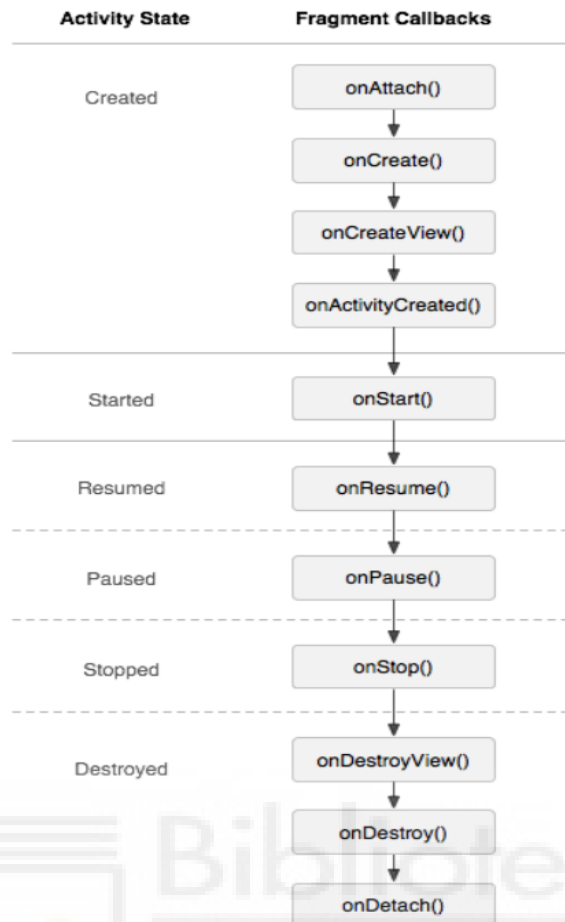 Activity State Fragment Callbacks
Created
onAttach()
onCreate()
onCreateView()
onActivityCreated()
Started
onStart()
Resumed
onResume()
Paused
onPause()
Stopped
onStop()
Destroyed
onDestroyView()
onDestroy()
onDetach()
Bibliote